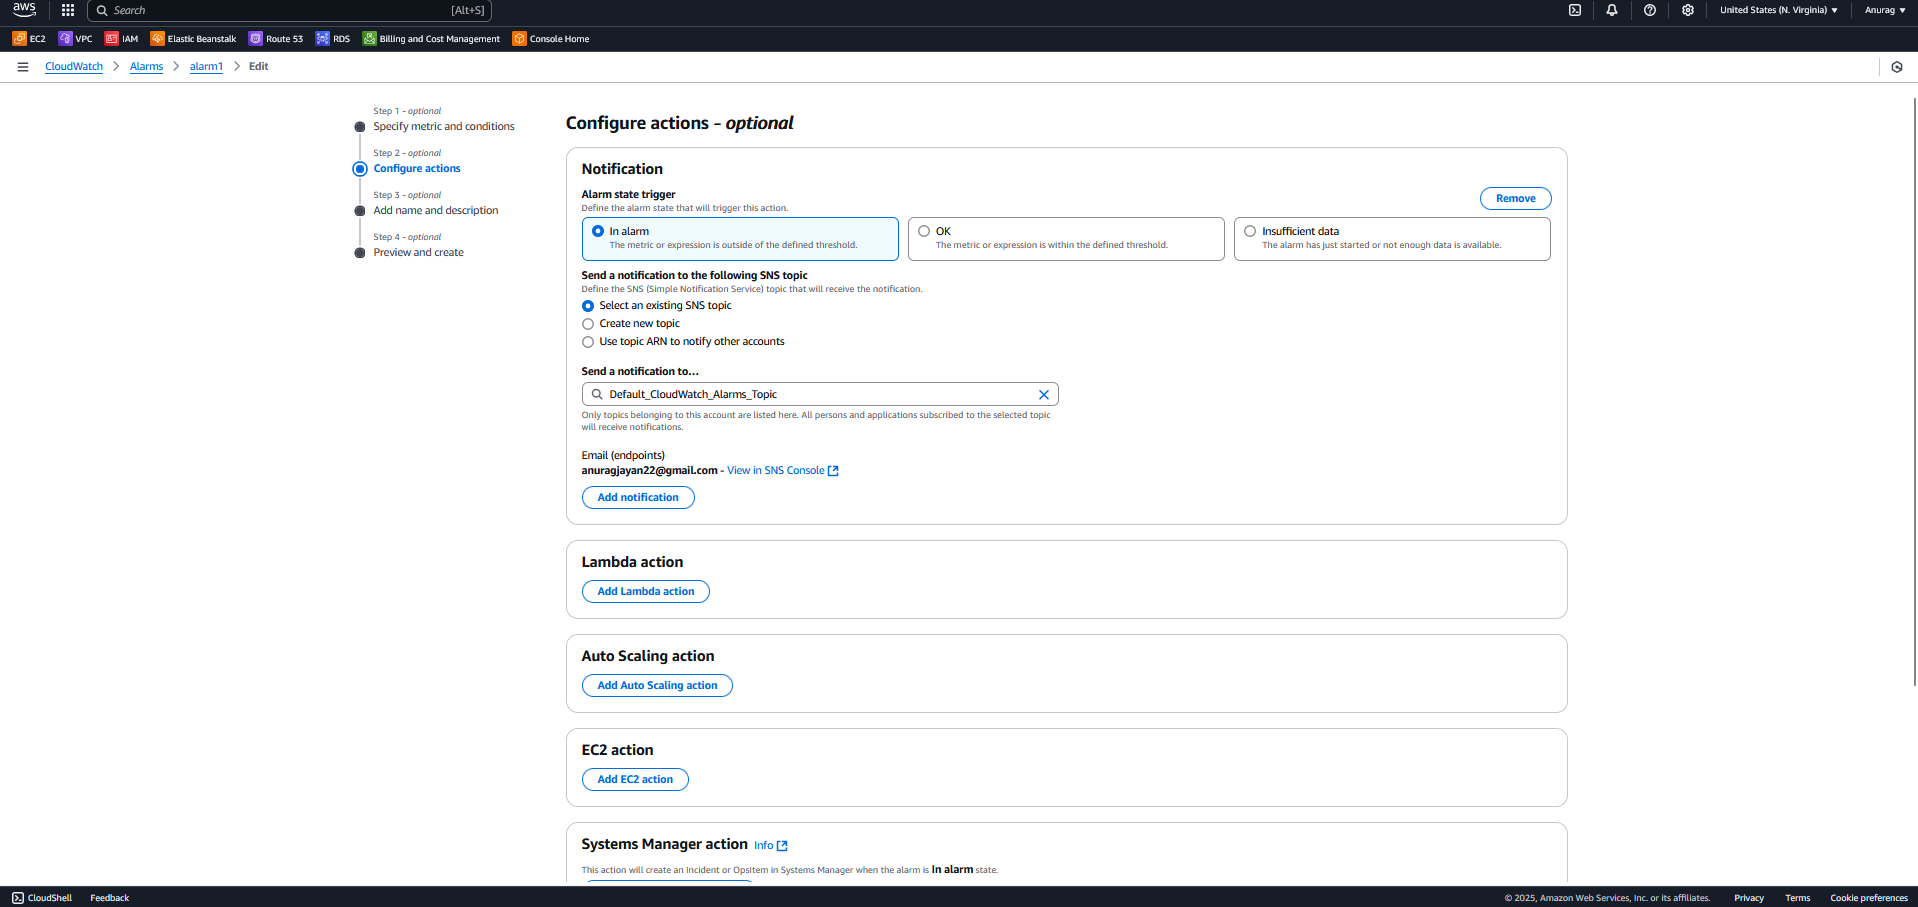 aws
Search
[Alt+S]
United States (N. Virginia)
Anurag
EC2
VPC
IAM
Elastic Beanstalk
Route 53
RDS
Billing and Cost Management
Console Home
CloudWatch
Alarms
alarm1
Edit
Step 1 - optional
Specify metric and conditions
Step 2 - optional
Configure actions
Step 3 - optional
Add name and description
Step 4 - optional
Preview and create
Configure actions - optional
Notification
Alarm state trigger
Define the alarm state that will trigger this action.
Remove
In alarm
The metric or expression is outside of the defined threshold.
OK
The metric or expression is within the defined threshold.
Insufficient data
The alarm has just started or not enough data is available.
Send a notification to the following SNS topic
Define the SNS (Simple Notification Service) topic that will receive the notification.
Select an existing SNS topic
Create new topic
Use topic ARN to notify other accounts
Send a notification to...
Default_CloudWatch_Alarms_Topic
Only topics belonging to this account are listed here. All persons and applications subscribed to the selected topic
will receive notifications.
Email (endpoints)
anuragjayan22@gmail.com - View in SNS Console
Add notification
Lambda action
Add Lambda action
Auto Scaling action
Add Auto Scaling action
EC2 action
Add EC2 action
Systems Manager action Info
This action will create an Incident or OpsItem in Systems Manager when the alarm is In alarm state.
CloudShell
Feedback
© 2025, Amazon Web Services, Inc. or its affiliates.
Privacy
Terms
Cookie preferences